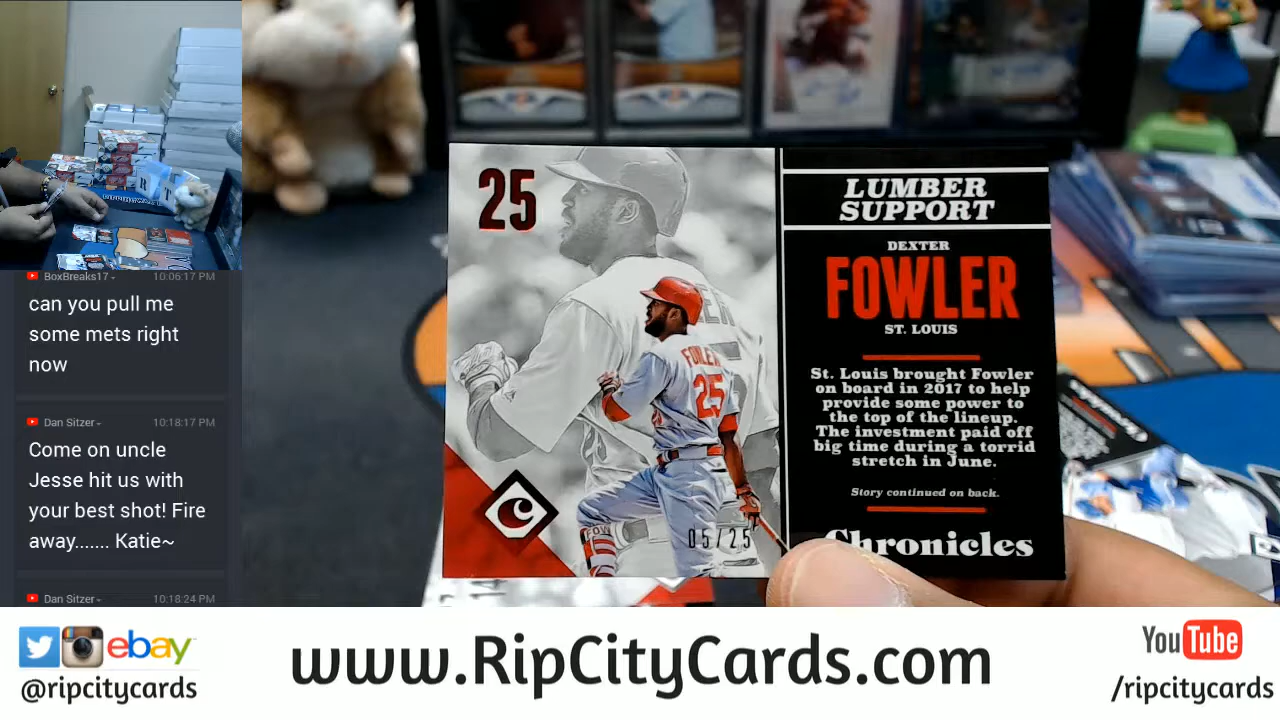 BoxBreaks17
10:06:17 PM
can you pull me
some mets right
now
Dan Sitzer
10:18:17 PM
Come on uncle
Jesse hit us with
your best shot! Fire
away....... Katie~
Dan Sitzer
10:18:24 PM
25
FOWLER
25
05/25
LUMBER
SUPPORT
DEXTER
FOWLER
ST. LOUIS
St. Louis brought Fowler
on board in 2017 to help
provide some power to
the top of the lineup.
The investment paid off
big time during a torrid
stretch in June.
Story continued on back.
Chronicles
ebay
@ripcitycards
www.RipCityCards.com
YouTube
/ripcitycards